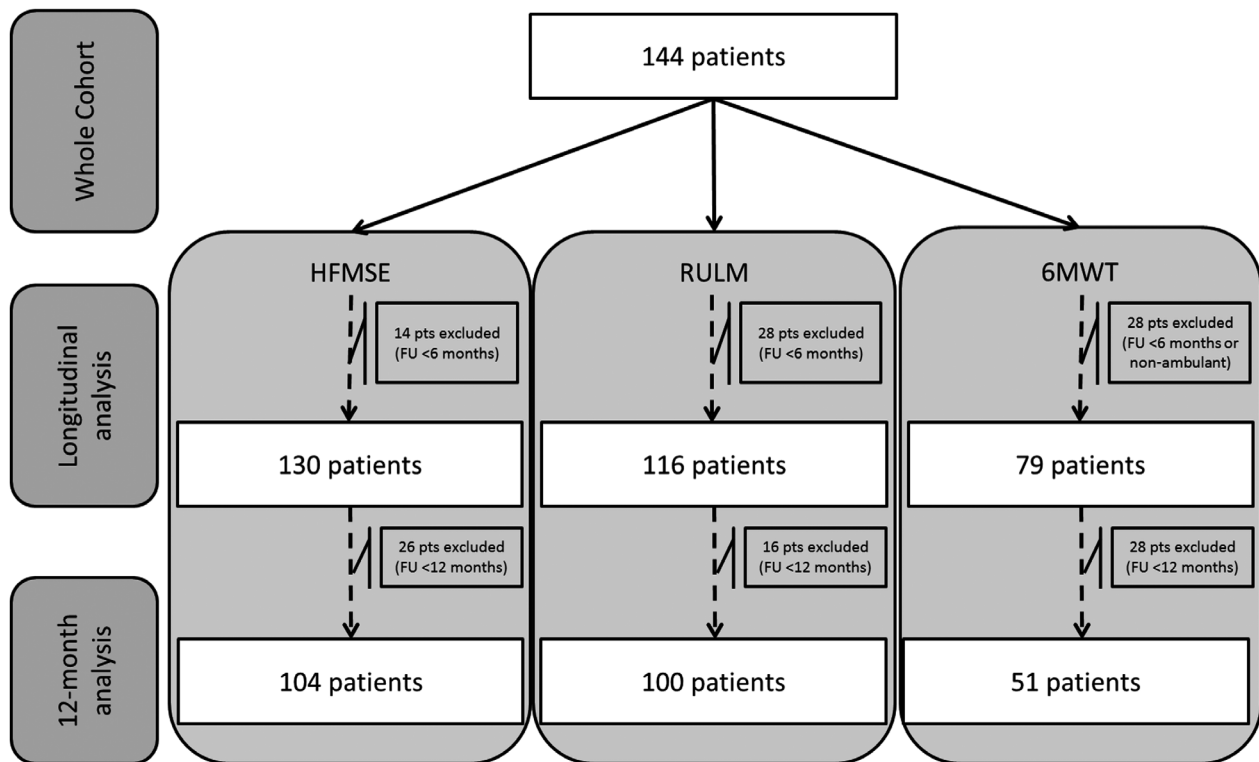 Whole Cohort
144 patients
HFMSE
RULM
6MWT
Longitudinal
analysis
14 pts excluded
(FU <6 months)
28 pts excluded
(FU <6 months)
28 pts excluded
(FU <6 months or
non-ambulant)
130 patients
116 patients
79 patients
26 pts excluded
(FU <12 months)
16 pts excluded
(FU <12 months)
28 pts excluded
(FU <12 months)
12-month
analysis
104 patients
100 patients
51 patients